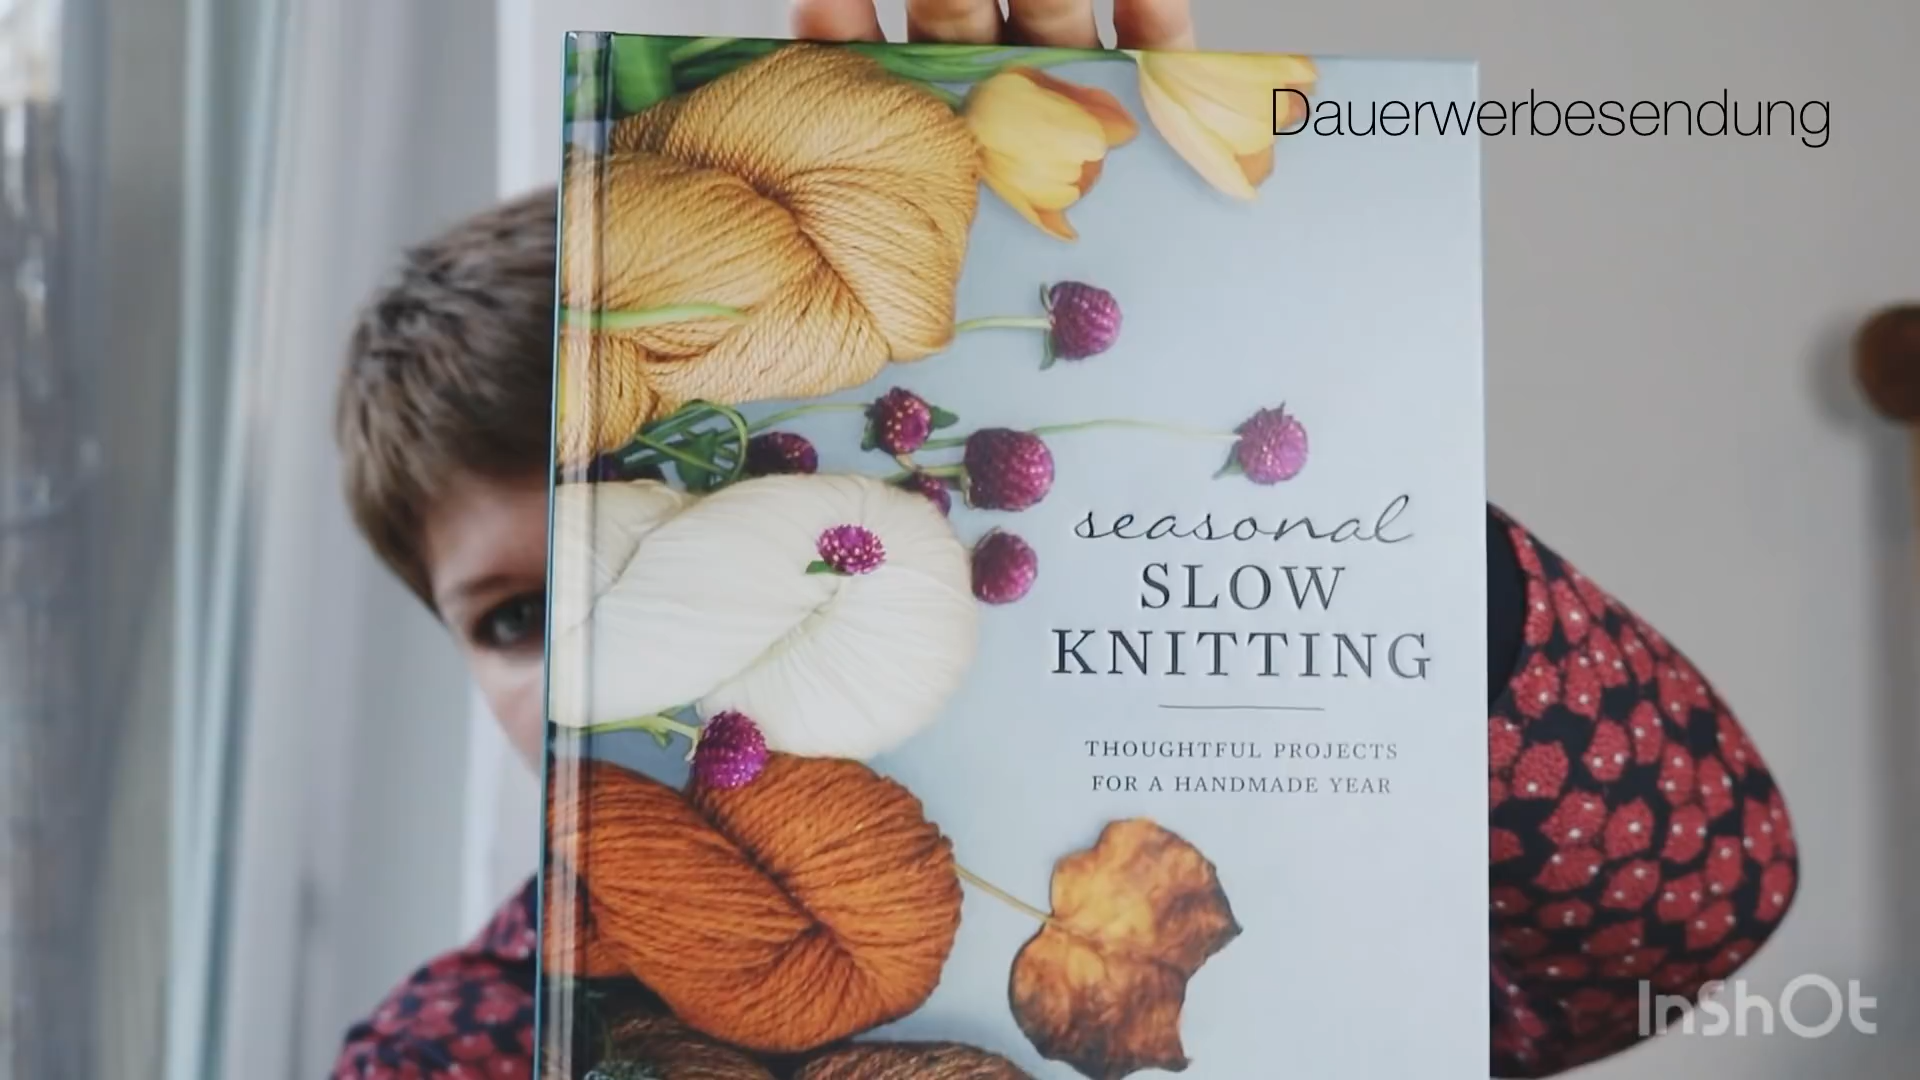 Dauerwerbesendung
seasonal
SLOW
KNITTING
THOUGHTFUL PROJECTS
FOR A HANDMADE YEAR
InShOt